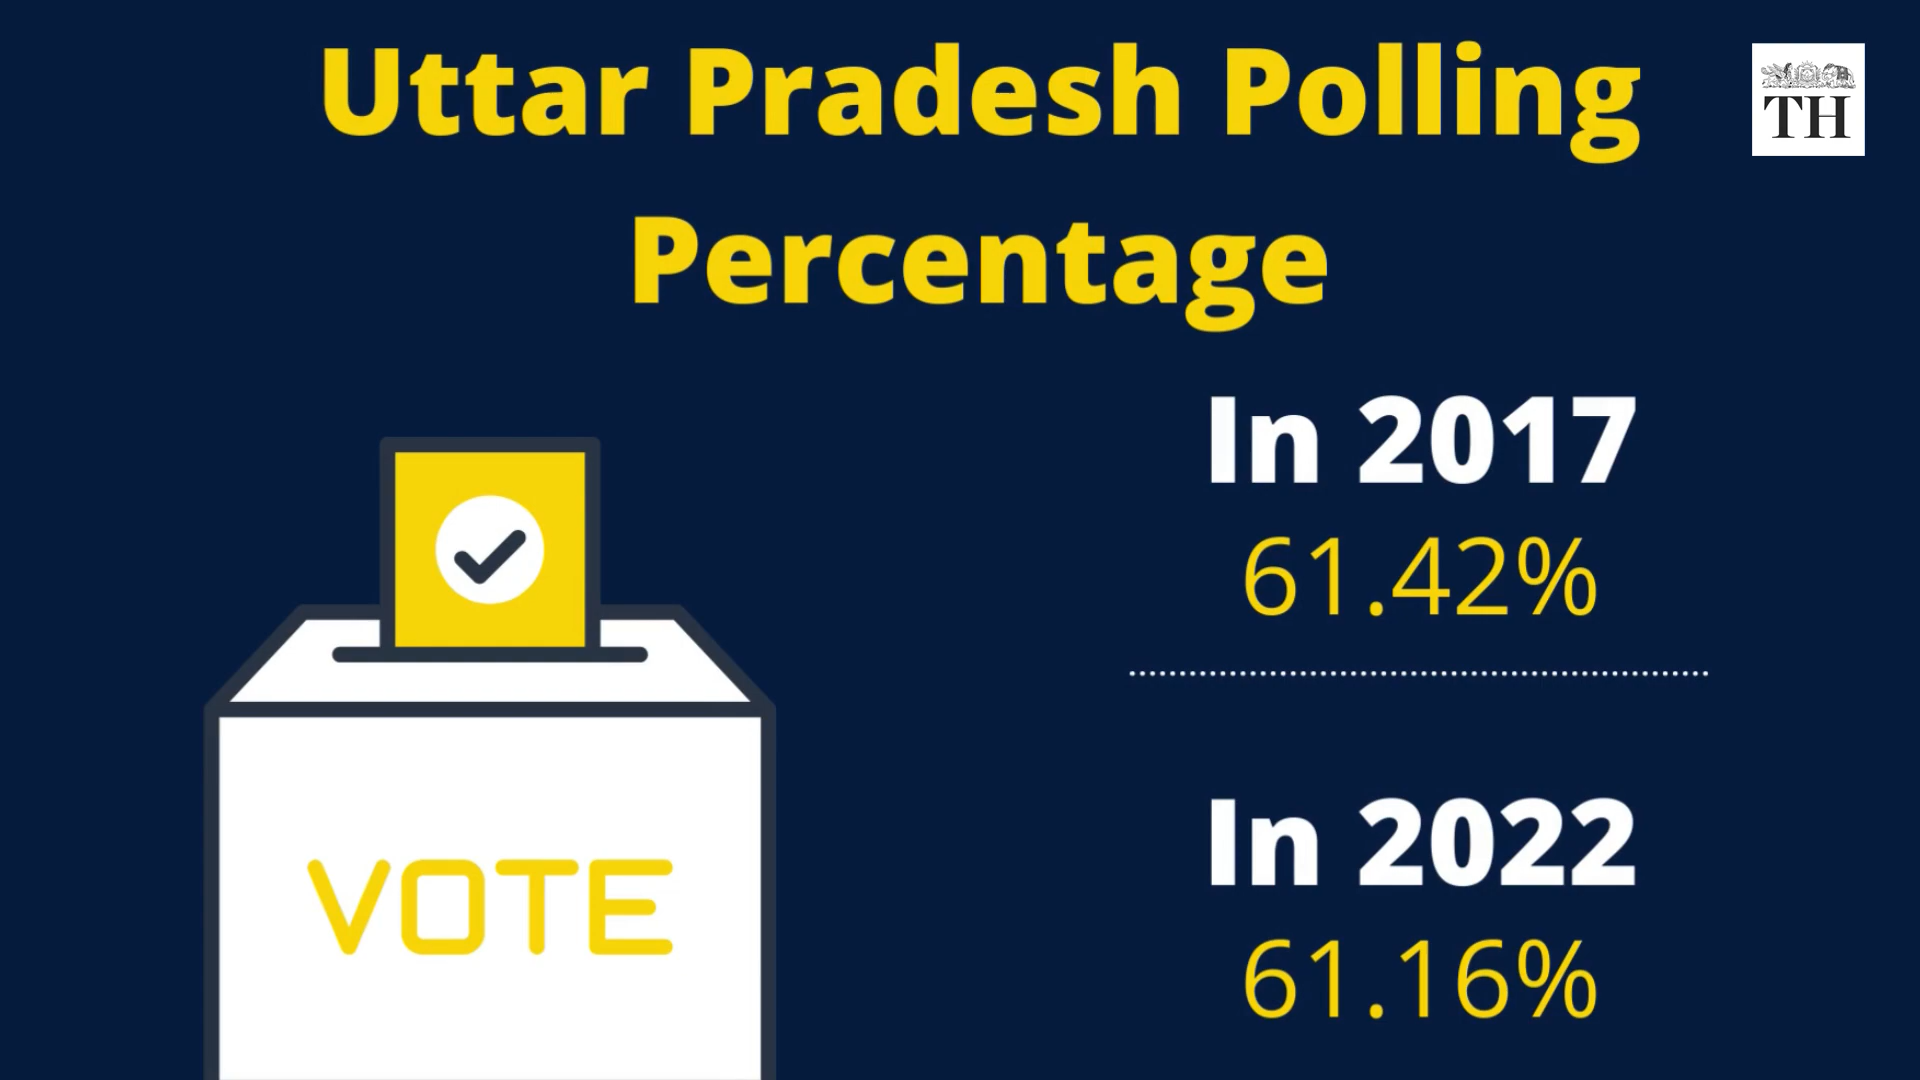 Uttar Pradesh Polling
TH
Percentage
In 2017
61.42%
In 2022
61.16%
VOTE